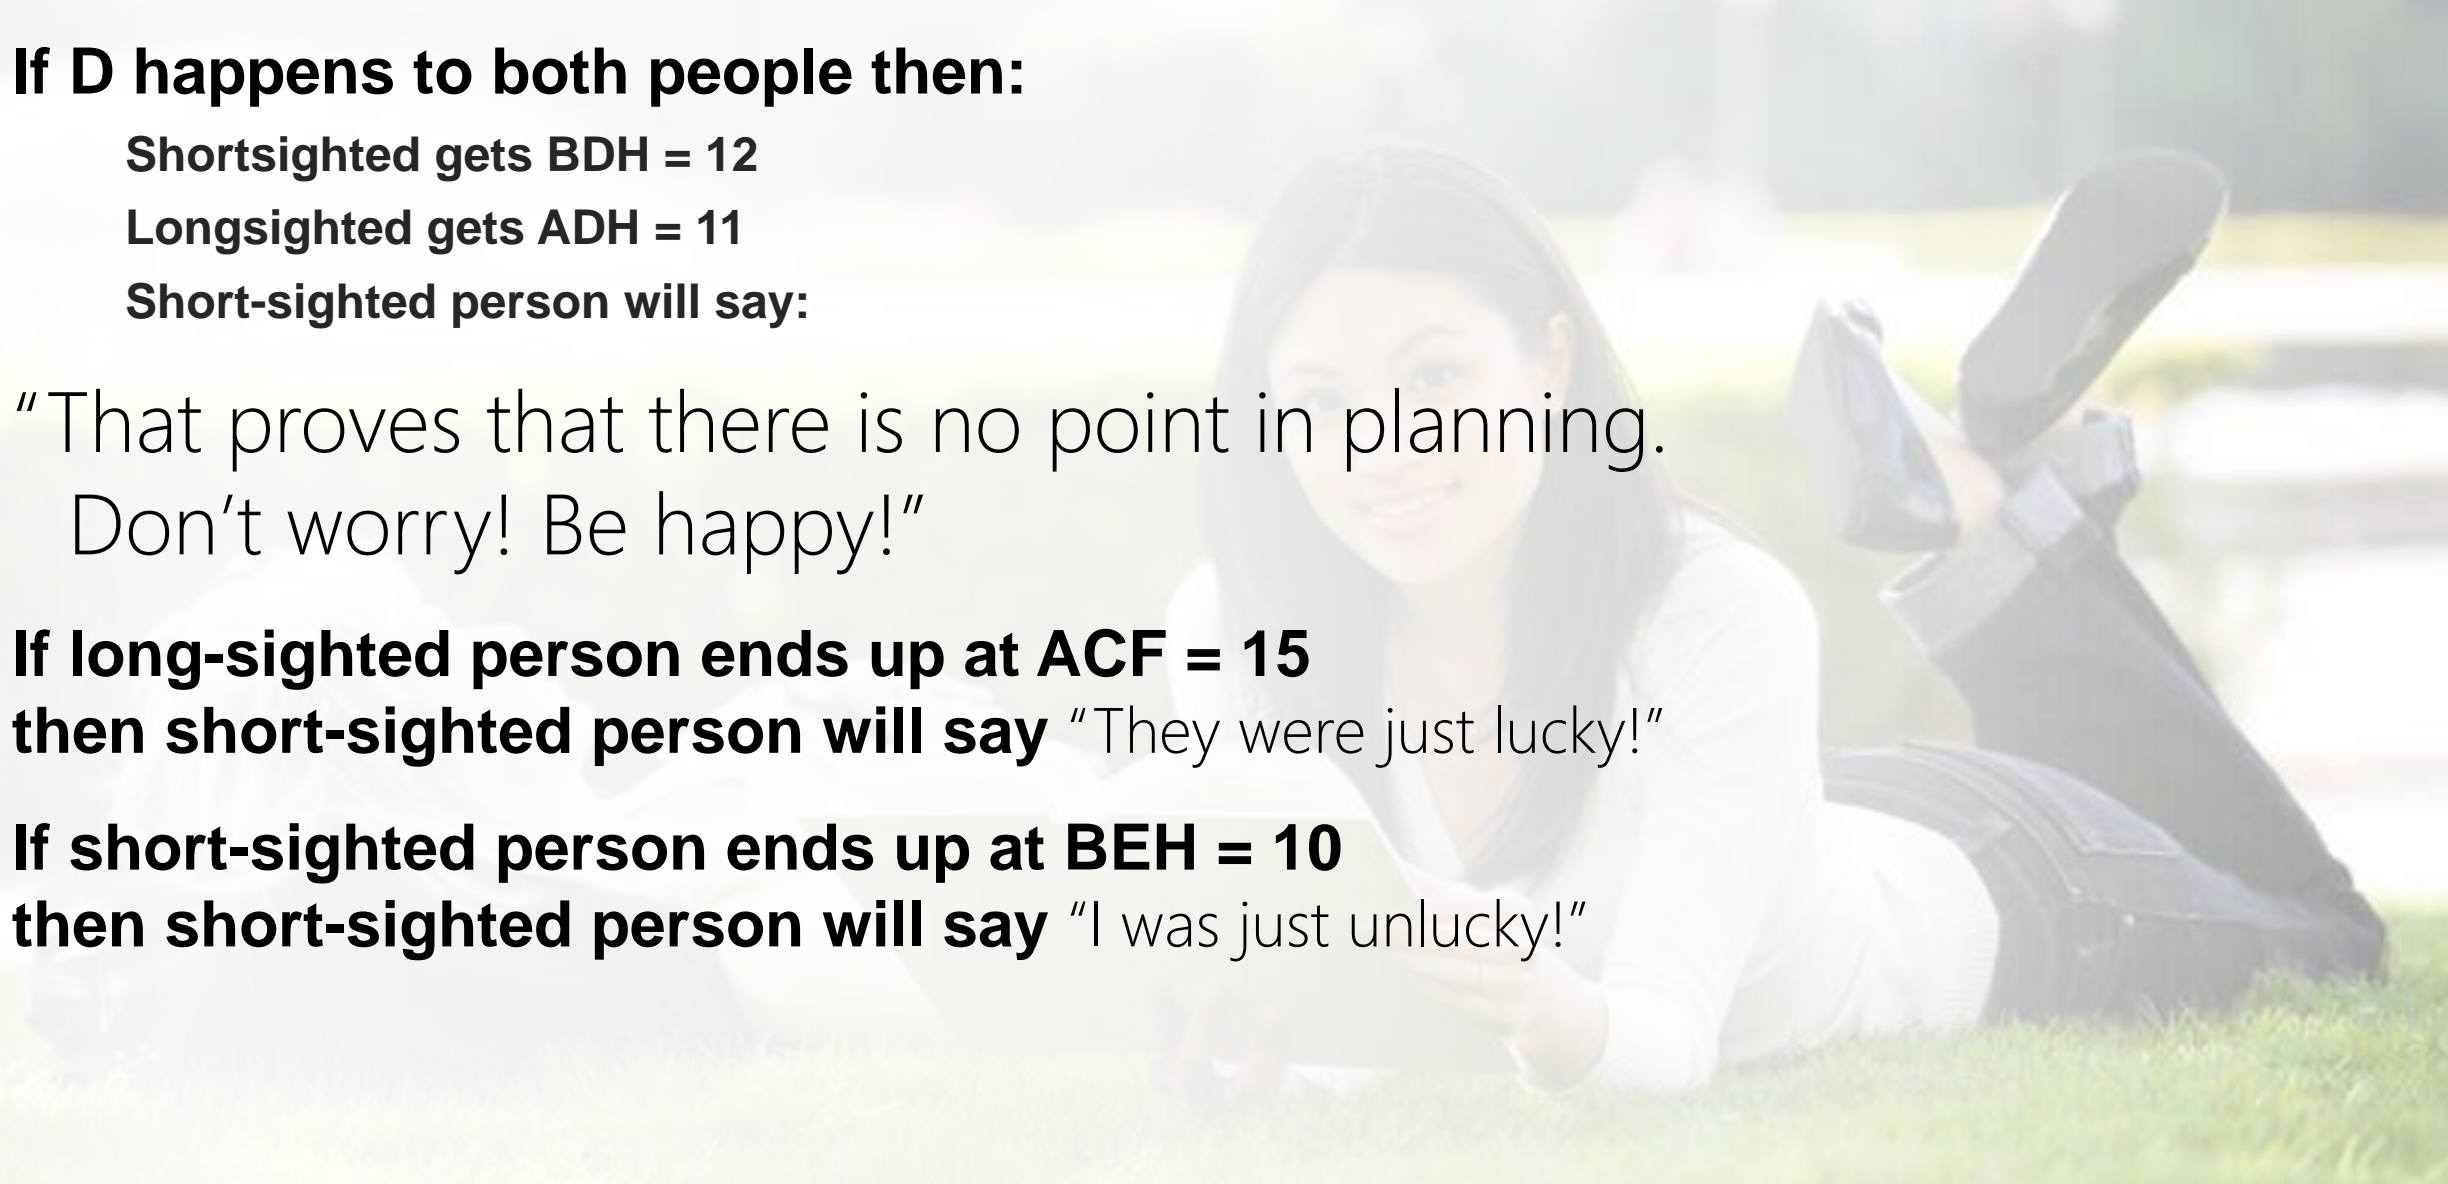 If D happens to both people then:
Shortsighted gets BDH = 12
Longsighted gets ADH = 11
Short-sighted person will say:
“That proves that there is no point in planning.
Don’t worry! Be happy!”
If long-sighted person ends up at ACF = 15
then short-sighted person will say “They were just lucky!”
If short-sighted person ends up at BEH = 10
then short-sighted person will say “I was just unlucky!”